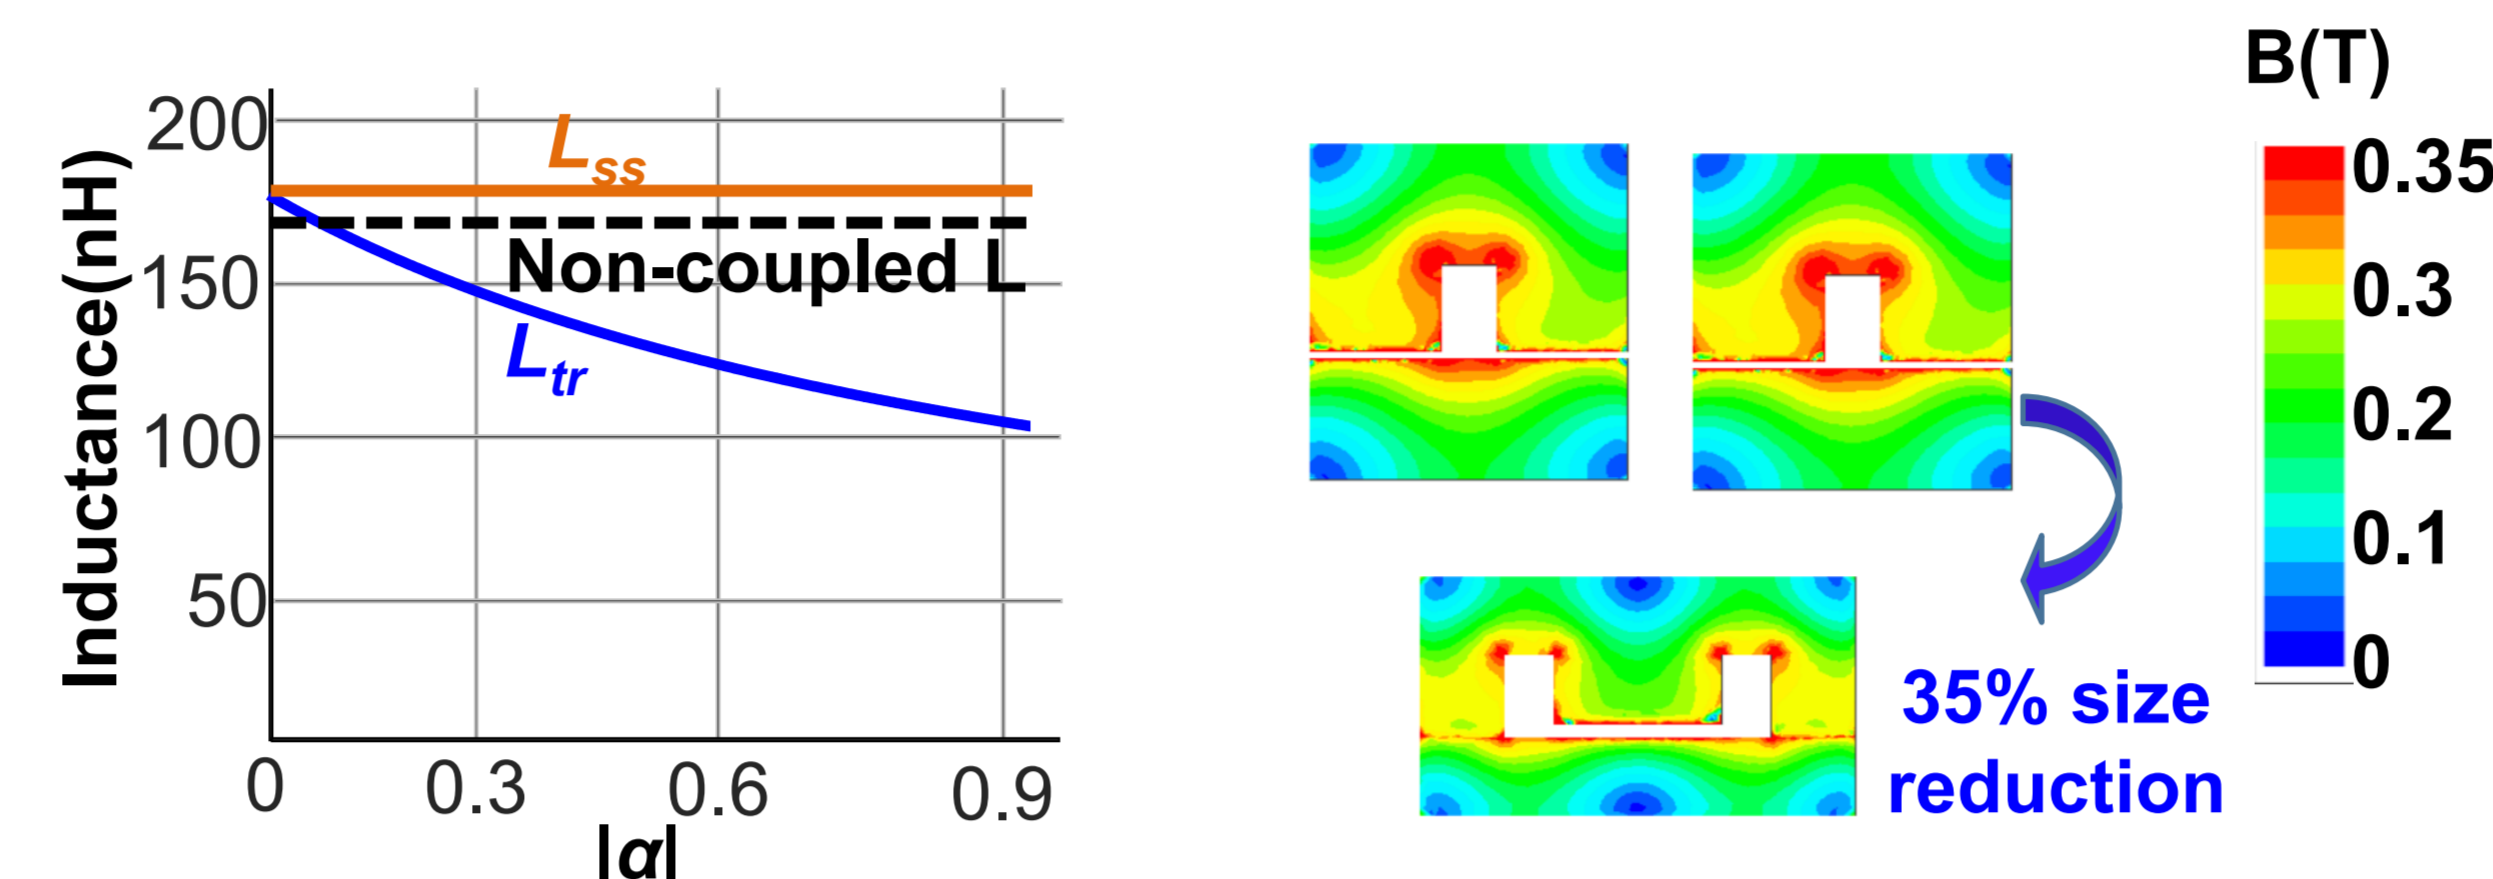 Inductance(nH)
200
150
100
50
0
0.3
0.6
0.9
|α|
Lss
Non-coupled L
Ltr
35% size
reduction
B(T)
0.35
0.3
0.2
0.1
0